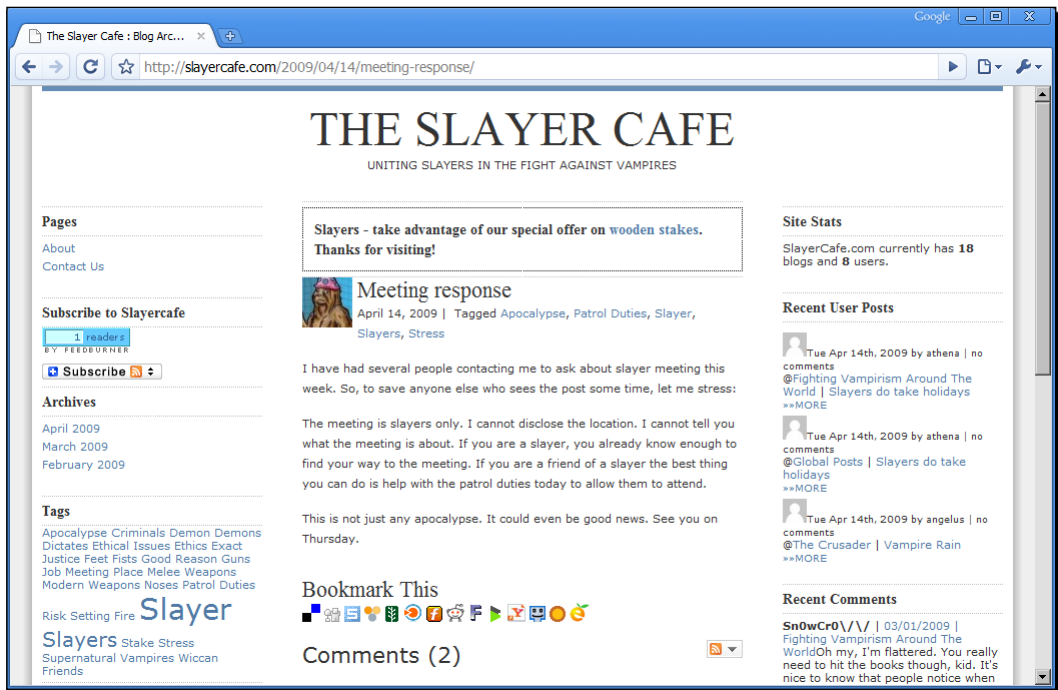 Google
The Slayer Cafe : Blog Arc...
http://slayercafe.com/2009/04/14/meeting-response/
THE SLAYER CAFE
UNITING SLAYERS IN THE FIGHT AGAINST VAMPIRES
Pages
About
Contact Us
Subscribe to Slayercafe
1 readers
BY FEEDBURNER
Subscribe
Archives
April 2009
March 2009
February 2009
Tags
Apocalypse Criminals Demon Demons
Dictates Ethical Issues Ethics Exact
Justice Feet Fists Good Reason Guns
Job Meeting Place Melee Weapons
Modern Weapons Noses Patrol Duties
Risk Setting Fire Slayer
Slayers Stake Stress
Supernatural Vampires Wiccan
Friends
Slayers - take advantage of our special offer on wooden stakes.
Thanks for visiting!
Meeting response
April 14, 2009 | Tagged Apocalypse, Patrol Duties, Slayer,
Slayers, Stress
I have had several people contacting me to ask about slayer meeting this
week. So, to save anyone else who sees the post some time, let me stress:
The meeting is slayers only. I cannot disclose the location. I cannot tell you
what the meeting is about. If you are a slayer, you already know enough to
find your way to the meeting. If you are a friend of a slayer the best thing
you can do is help with the patrol duties today to allow them to attend.
This is not just any apocalypse. It could even be good news. See you on
Thursday.
Bookmark This
Comments (2)
Site Stats
SlayerCafe.com currently has 18
blogs and 8 users.
Recent User Posts
Tue Apr 14th, 2009 by athena | no
comments
@Fighting Vampirism Around The
World | Slayers do take holidays
»»MORE
Tue Apr 14th, 2009 by athena | no
comments
@Global Posts | Slayers do take
holidays
»»MORE
Tue Apr 14th, 2009 by angelus | no
comments
@The Crusader | Vampire Rain
»»MORE
Recent Comments
Sn0wCr0\/\/ | 03/01/2009 |
Fighting Vampirism Around The
WorldOh my, I'm flattered. You really
need to hit the books though, kid. It's
nice to know that people notice when